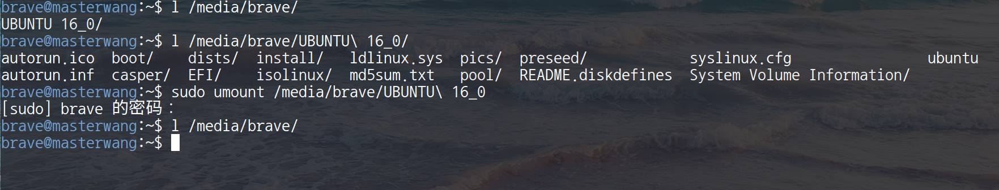 brave@masterwang:~$ l /media/brave/
UBUNTU 16_0/
brave@masterwang:~$ l /media/brave/UBUNTU\ 16_0/
autorun.ico  boot/    dists/  install/   ldlinux.sys  pics/  preseed/            syslinux.cfg                ubuntu
autorun.inf  casper/  EFI/    isolinux/  md5sum.txt   pool/  README.diskdefines  System Volume Information/
brave@masterwang:~$ sudo umount /media/brave/UBUNTU\ 16_0
[sudo] brave 的密码：
brave@masterwang:~$ l /media/brave/
brave@masterwang:~$